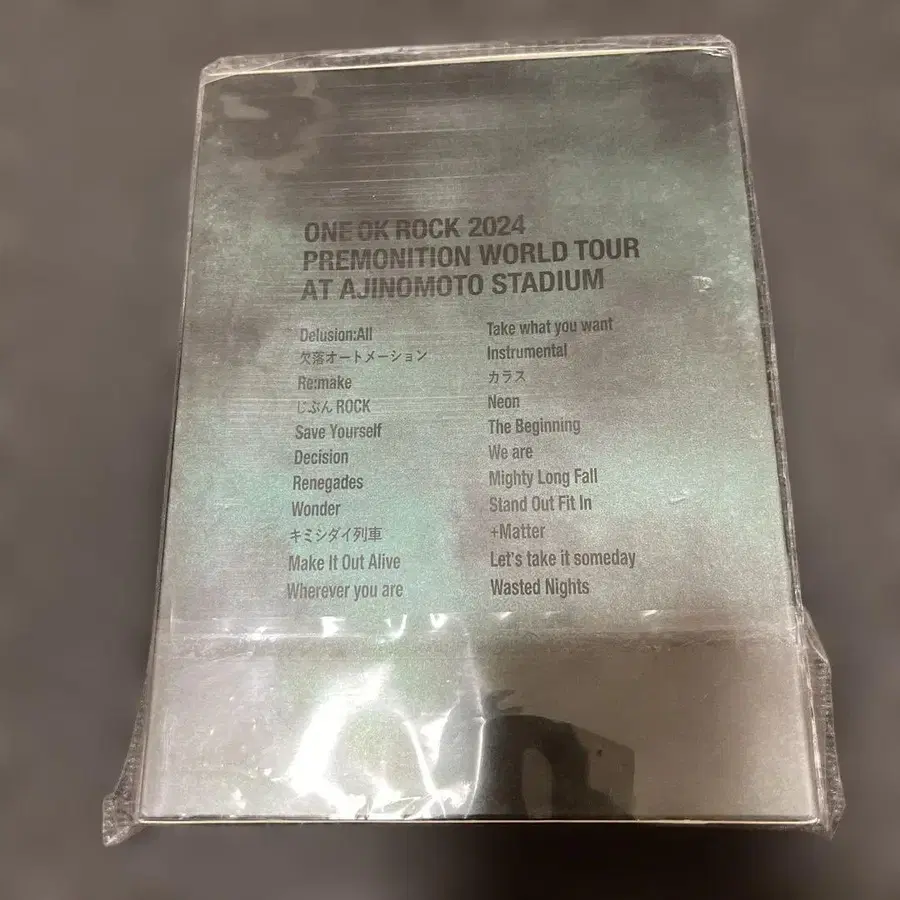 ONE OK ROCK 2024
PREMONITION WORLD TOUR
AT AJINOMOTO STADIUM
Delusion:All
欠落オートメーション
Re:make
じぶんROCK
Save Yourself
Decision
Renegades
Wonder
キミシダイ列車
Make It Out Alive
Wherever you are
Take what you want
Instrumental
カラス
Neon
The Beginning
We are
Mighty Long Fall
Stand Out Fit In
+Matter
Let's take it someday
Wasted Nights